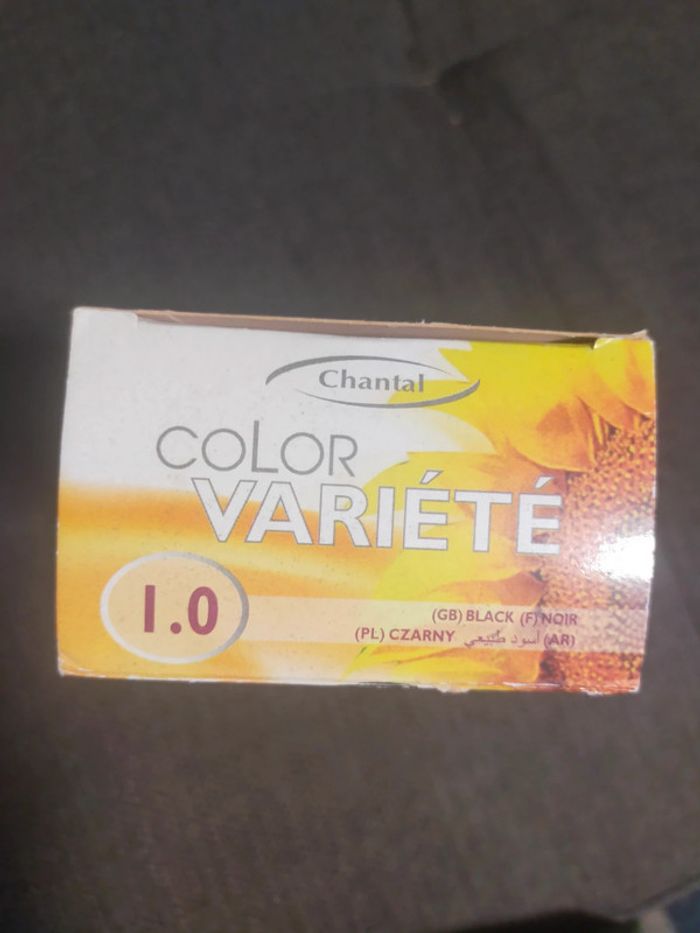 Chantal
COLOR
VARIÉTÉ
1.0
(GB) BLACK (F) NOIR
(PL) CZARNY أسود طبيعي (AR)